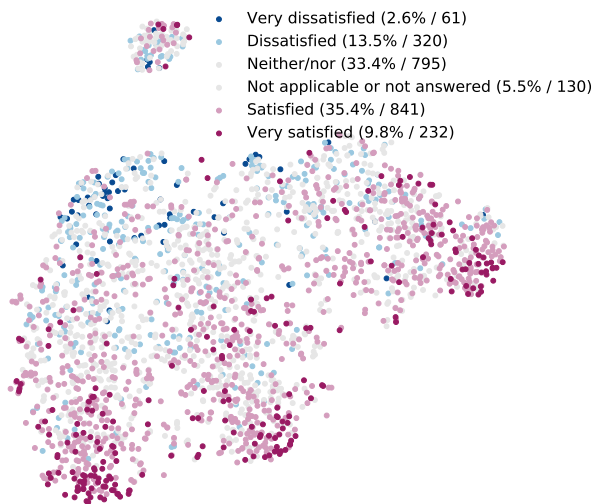 Very dissatisfied (2.6% / 61)
Dissatisfied (13.5% / 320)
Neither/nor (33.4% / 795)
Not applicable or not answered (5.5% / 130)
Satisfied (35.4% / 841)
Very satisfied (9.8% / 232)